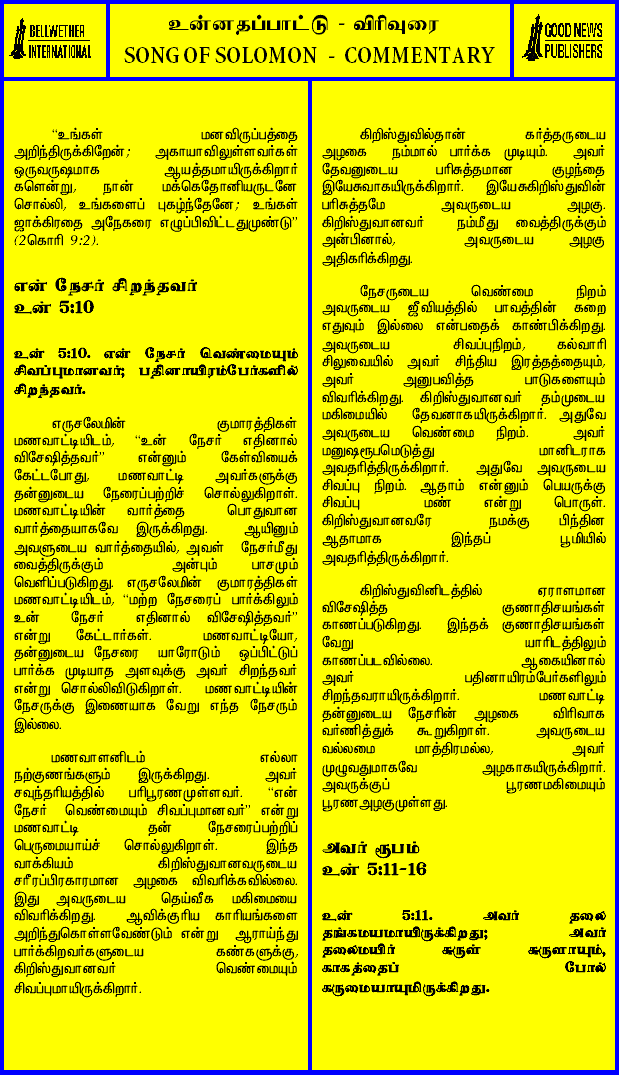 BELLWETHER
INTERNATIONAL
உன்னதப்பாட்டு - விரிவுரை
SONG OF SOLOMON - COMMENTARY
GOOD NEWS
PUBLISHERS
“உங்கள் மனவிருப்பத்தை
அறிந்திருக்கிறேன்; அகாயாவிலுள்ளவர்கள்
ஒருவருஷமாக ஆயத்தமாயிருக்கிறார்
களென்று, நான் மக்கெதோனியருடனே
சொல்லி, உங்களைப் புகழ்ந்தேனே; உங்கள்
ஜாக்கிரதை அநேகரை எழுப்பிவிட்டதுமுண்டு”
(2கொரி 9:2).
என் நேசர் சிறந்தவர்
உன் 5:10
உன் 5:10. என் நேசர் வெண்மையும்
சிவப்புமானவர்; பதினாயிரம்பேர்களில்
சிறந்தவர்.
எருசலேமின் குமாரத்திகள்
மணவாட்டியிடம், “உன் நேசர் எதினால்
விசேஷித்தவர்” என்னும் கேள்வியைக்
கேட்டபோது, மணவாட்டி அவர்களுக்கு
தன்னுடைய நேரைப்பற்றிச் சொல்லுகிறாள்.
மணவாட்டியின் வார்த்தை பொதுவான
வார்த்தையாகவே இருக்கிறது. ஆயினும்
அவளுடைய வார்த்தையில், அவள் நேசர்மீது
வைத்திருக்கும் அன்பும் பாசமும்
வெளிப்படுகிறது. எருசலேமின் குமாரத்திகள்
மணவாட்டியிடம், “மற்ற நேசரைப் பார்க்கிலும்
உன் நேசர் எதினால் விசேஷித்தவர்”
என்று கேட்டார்கள். மணவாட்டியோ,
தன்னுடைய நேசரை யாரோடும் ஒப்பிட்டுப்
பார்க்க முடியாத அளவுக்கு அவர் சிறந்தவர்
என்று சொல்லிவிடுகிறாள். மணவாட்டியின்
நேசருக்கு இணையாக வேறு எந்த நேசரும்
இல்லை.
மணவாளனிடம் எல்லா
நற்குணங்களும் இருக்கிறது. அவர்
சவுந்தரியத்தில் பரிபூரணமுள்ளவர். “என்
நேசர் வெண்மையும் சிவப்புமானவர்” என்று
மணவாட்டி தன் நேசரைப்பற்றிப்
பெருமையாய்ச் சொல்லுகிறாள். இந்த
வாக்கியம் கிறிஸ்துவானவருடைய
சரீரப்பிரகாரமான அழகை விவரிக்கவில்லை.
இது அவருடைய தெய்வீக மகிமையை
விவரிக்கிறது. ஆவிக்குரிய காரியங்களை
அறிந்துகொள்ளவேண்டும் என்று ஆராய்ந்து
பார்க்கிறவர்களுடைய கண்களுக்கு,
கிறிஸ்துவானவர் வெண்மையும்
சிவப்புமாயிருக்கிறார்.
கிறிஸ்துவில்தான் கர்த்தருடைய
அழகை நம்மால் பார்க்க முடியும். அவர்
தேவனுடைய பரிசுத்தமான குழந்தை
இயேசுவாகயிருக்கிறார். இயேசுகிறிஸ்துவின்
பரிசுத்தமே அவருடைய அழகு.
கிறிஸ்துவானவர் நம்மீது வைத்திருக்கும்
அன்பினால், அவருடைய அழகு
அதிகரிக்கிறது.
நேசருடைய வெண்மை நிறம்
அவருடைய ஜீவியத்தில் பாவத்தின் கறை
எதுவும் இல்லை என்பதைக் காண்பிக்கிறது.
அவருடைய சிவப்புநிறம், கல்வாரி
சிலுவையில் அவர் சிந்திய இரத்தத்தையும்,
அவர் அனுபவித்த பாடுகளையும்
விவரிக்கிறது. கிறிஸ்துவானவர் தம்முடைய
மகிமையில் தேவனாகயிருக்கிறார். அதுவே
அவருடைய வெண்மை நிறம். அவர்
மனுஷரூபமெடுத்து மானிடராக
அவதரித்திருக்கிறார். அதுவே அவருடைய
சிவப்பு நிறம். ஆதாம் என்னும் பெயருக்கு
சிவப்பு மண் என்று பொருள்.
கிறிஸ்துவானவரே நமக்கு பிந்தின
ஆதாமாக இந்தப் பூமியில்
அவதரித்திருக்கிறார்.
கிறிஸ்துவினிடத்தில் ஏராளமான
விசேஷித்த குணாதிசயங்கள்
காணப்படுகிறது. இந்தக் குணாதிசயங்கள்
வேறு யாரிடத்திலும்
காணப்படவில்லை. ஆகையினால்
அவர் பதினாயிரம்பேர்களிலும்
சிறந்தவராயிருக்கிறார். மணவாட்டி
தன்னுடைய நேசரின் அழகை விரிவாக
வர்ணித்துக் கூறுகிறாள். அவருடைய
வல்லமை மாத்திரமல்ல, அவர்
முழுவதுமாகவே அழகாகயிருக்கிறார்.
அவருக்குப் பூரணமகிமையும்
பூரணஅழகுமுள்ளது.
அவர் ரூபம்
உன் 5:11-16
உன் 5:11. அவர் தலை
தங்கமயமாயிருக்கிறது; அவர்
தலைமயிர் சுருள் சுருளாயும்,
காகத்தைப் போல்
கருமையாயுமிருக்கிறது.